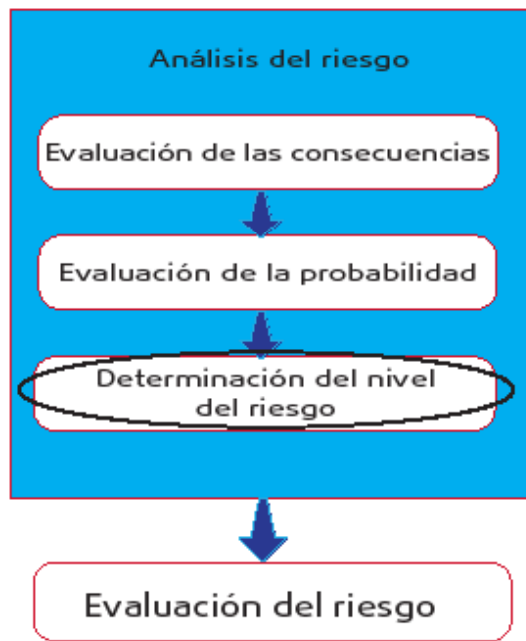 Análisis del riesgo
Evaluación de las consecuencias
Evaluación de la probabilidad
Determinación del nivel
del riesgo
Evaluación del riesgo